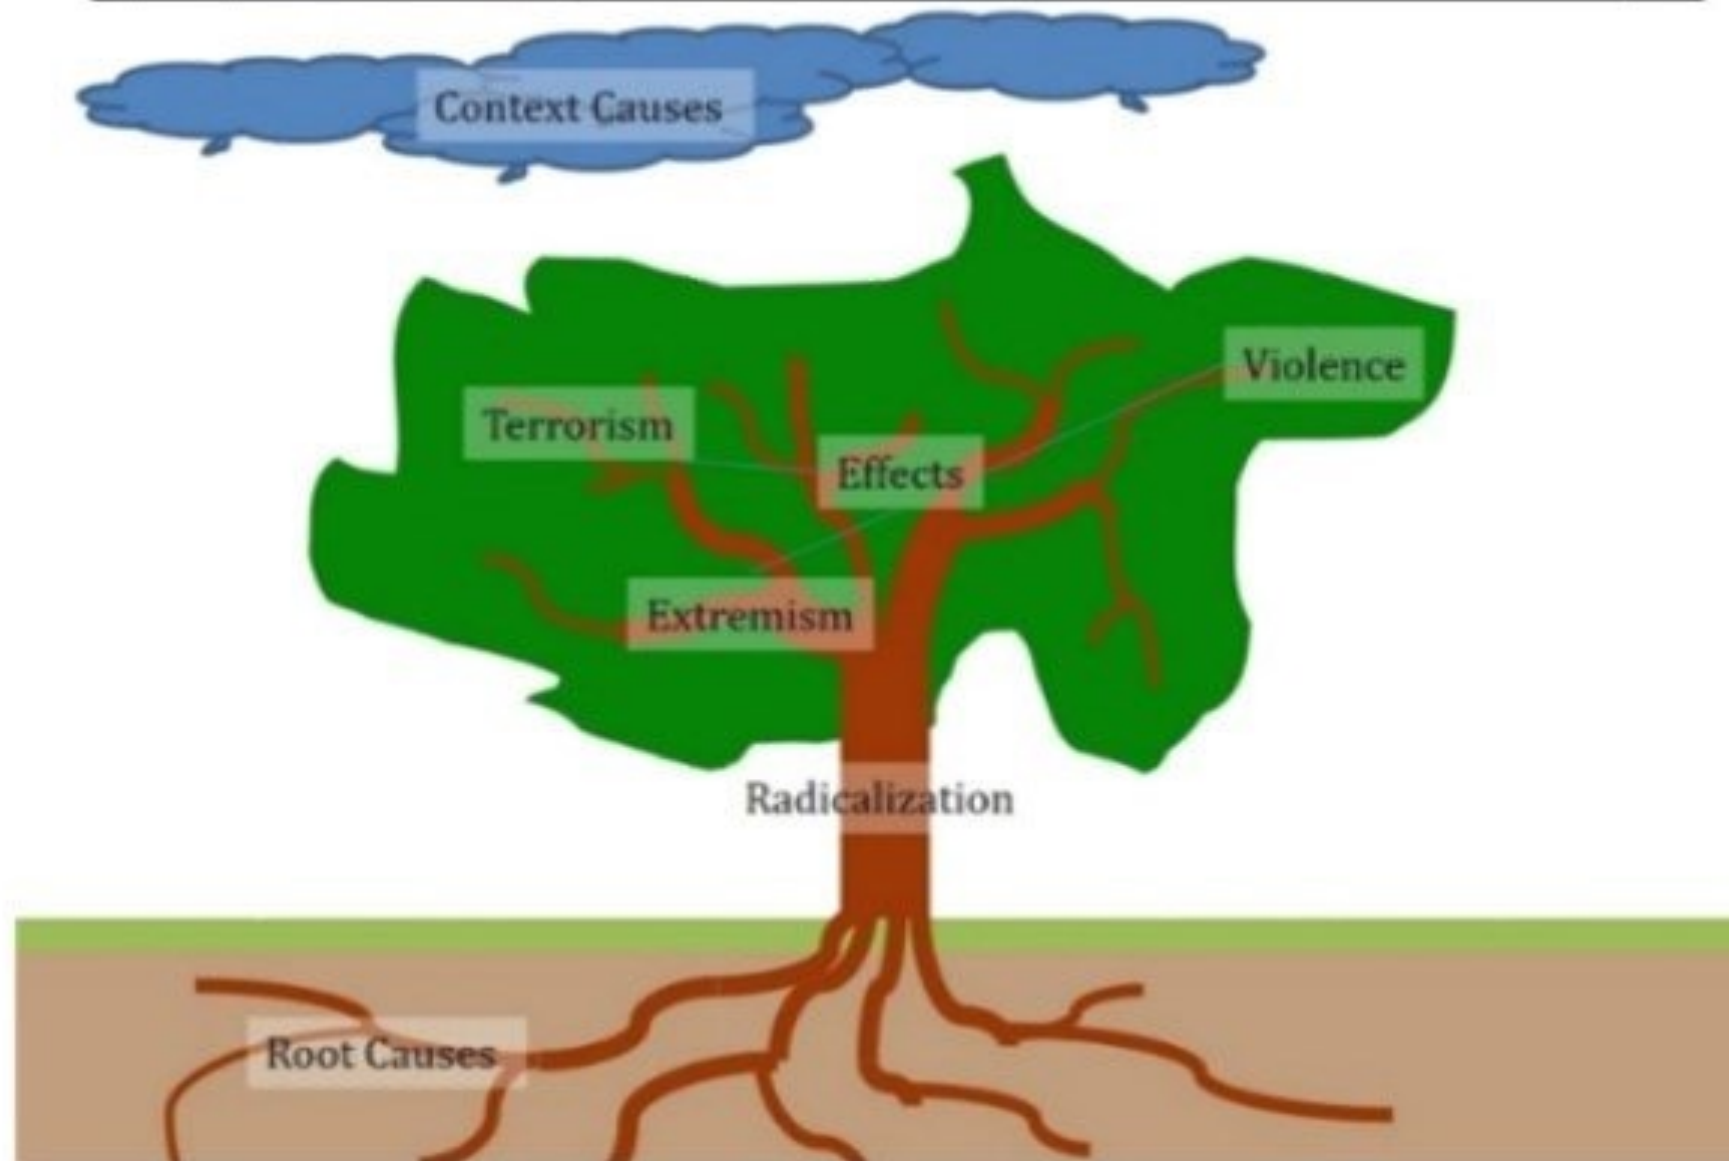 Context Causes
Violence
Terrorism
Effects
Extremism
Radicalization
Root Causes